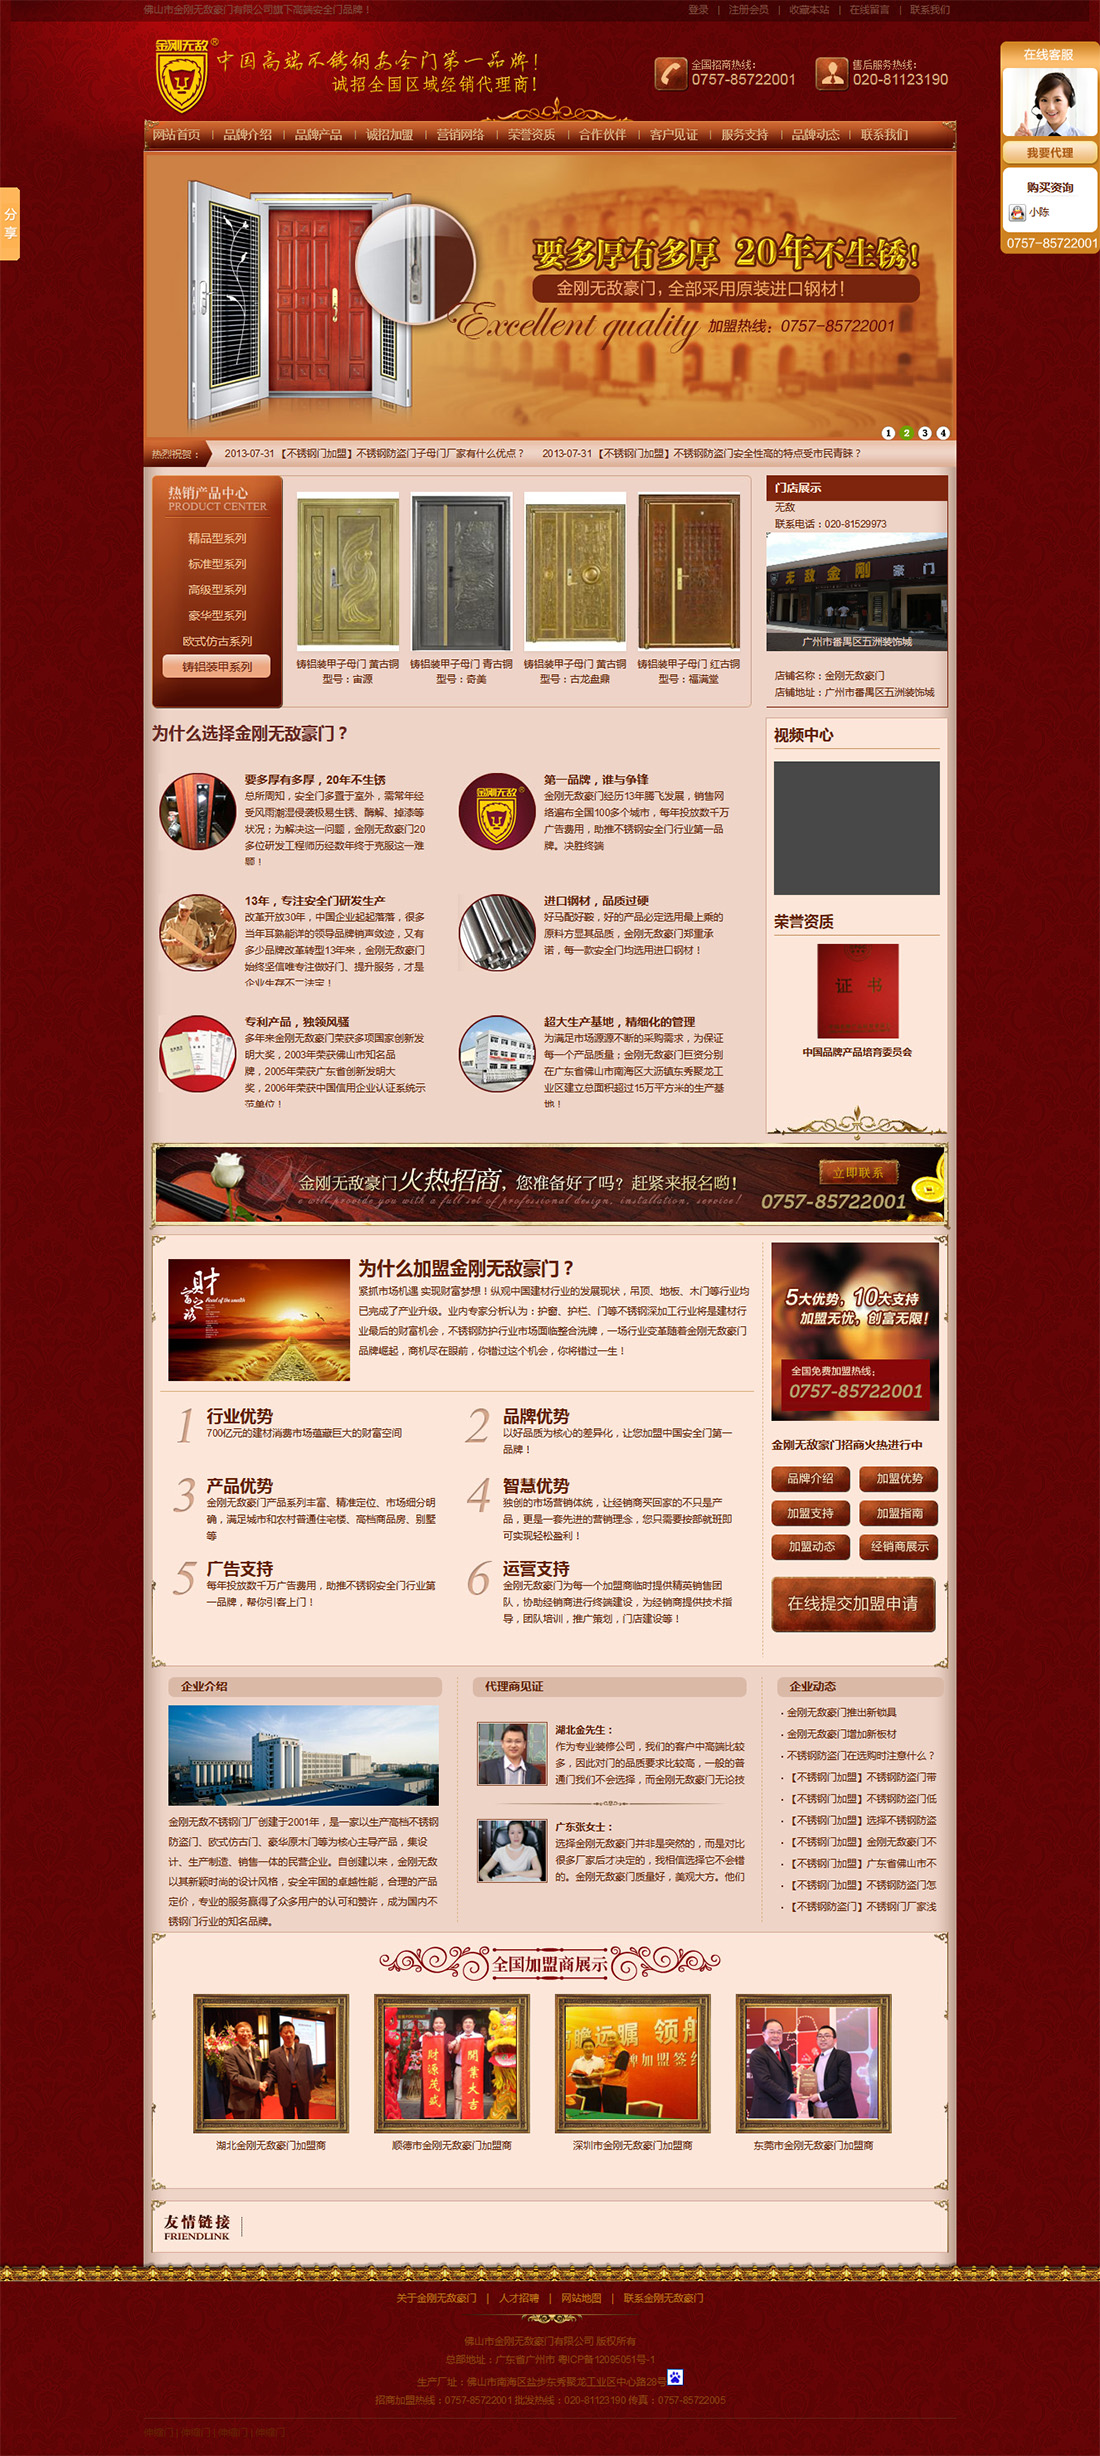 佛山市金刚无敌豪门有限公司旗下高端安全门品牌！
登录 | 注册会员 | 收藏本站 | 在线留言 | 联系我们
金刚无敌®
中国高端不锈钢安全门第一品牌！
诚招全国区域经销代理商！
全国招商热线：
0757-85722001
售后服务热线：
020-81123190
网站首页 | 品牌介绍 | 品牌产品 | 诚招加盟 | 营销网络 | 荣誉资质 | 合作伙伴 | 客户见证 | 服务支持 | 品牌动态 | 联系我们
在线客服
我要代理
购买资询
小陈
0757-85722001
分享
要多厚有多厚 20年不生锈！
金刚无敌豪门，全部采用原装进口钢材！
Excellent quality 加盟热线：0757-85722001
1 2 3 4
热烈祝贺：
2013-07-31 【不锈钢门加盟】不锈钢防盗门子母门厂家有什么优点？
2013-07-31 【不锈钢门加盟】不锈钢防盗门安全性高的特点受市民青睐？
热销产品中心
PRODUCT CENTER
精品型系列
标准型系列
高级型系列
豪华型系列
欧式仿古系列
铸铝装甲系列
铸铝装甲子母门 黄古铜
型号：宙源
铸铝装甲子母门 青古铜
型号：奇美
铸铝装甲子母门 黄古铜
型号：古龙盘鼎
铸铝装甲子母门 红古铜
型号：福满堂
门店展示
无敌
联系电话：020-81529973
无敌金刚豪门
广州市番禺区五洲装饰城
店铺名称：金刚无敌豪门
店铺地址：广州市番禺区五洲装饰城
为什么选择金刚无敌豪门？
要多厚有多厚，20年不生锈
总所周知，安全门多置于室外，需常年经
受风雨潮湿侵袭极易生锈、酶解、掉漆等
状况；为解决这一问题，金刚无敌豪门20
多位研发工程师历经数年终于克服这一难
题！
第一品牌，谁与争锋
金刚无敌豪门经历13年腾飞发展，销售网
络遍布全国100多个城市，每年投放数千万
广告费用，助推不锈钢安全门行业第一品
牌。决胜终端
13年，专注安全门研发生产
改革开放30年，中国企业起起落落，很多
当年耳熟能详的领导品牌销声敛迹，又有
多少品牌改革转型13年来，金刚无敌豪门
始终坚信唯专注做好门、提升服务，才是
企业生存不二法宝！
进口钢材，品质过硬
好马配好鞍，好的产品必定选用最上乘的
原料方显其品质，金刚无敌豪门郑重承
诺，每一款安全门均选用进口钢材！
专利产品，独领风骚
多年来金刚无敌豪门荣获多项国家创新发
明大奖，2003年荣获佛山市知名品
牌，2005年荣获广东省创新发明大
奖，2006年荣获中国信用企业认证系统示
范单位！
超大生产基地，精细化的管理
为满足市场源源不断的采购需求，为保证
每一个产品质量；金刚无敌豪门巨资分别
在广东省佛山市南海区大沥镇东秀聚龙工
业区建立总面积超过15万平方米的生产基
地！
视频中心
荣誉资质
证书
中国品牌产品培育委员会
金刚无敌豪门火热招商，您准备好了吗？赶紧来报名哟！
e will provide you with a full set of professional design, installation, service!
立即联系
0757-85722001
财富之路
为什么加盟金刚无敌豪门？
紧抓市场机遇 实现财富梦想！纵观中国建材行业的发展现状，吊顶、地板、木门等行业均
已完成了产业升级。业内专家分析认为：护窗、护栏、门等不锈钢深加工行业将是建材行
业最后的财富机会，不锈钢防护行业市场面临整合洗牌，一场行业变革随着金刚无敌豪门
品牌崛起，商机尽在眼前，你错过这个机会，你将错过一生！
1 行业优势
700亿元的建材消费市场蕴藏巨大的财富空间
2 品牌优势
以好品质为核心的差异化，让您加盟中国安全门第一
品牌！
3 产品优势
金刚无敌豪门产品系列丰富、精准定位、市场细分明
确，满足城市和农村普通住宅楼、高档商品房、别墅
等
4 智慧优势
独创的市场营销体统，让经销商买回家的不只是产
品，更是一套先进的营销理念，您只需要按部就班即
可实现轻松盈利！
5 广告支持
每年投放数千万广告费用，助推不锈钢安全门行业第
一品牌，帮你引客上门！
6 运营支持
金刚无敌豪门为每一个加盟商临时提供精英销售团
队，协助经销商进行终端建设，为经销商提供技术指
导，团队培训，推广策划，门店建设等！
5大优势，10大支持
加盟无忧，创富无限！
全国免费加盟热线：
0757-85722001
金刚无敌豪门招商火热进行中
品牌介绍 加盟优势
加盟支持 加盟指南
加盟动态 经销商展示
在线提交加盟申请
企业介绍
金刚无敌不锈钢门厂创建于2001年，是一家以生产高档不锈钢
防盗门、欧式仿古门、豪华原木门等为核心主导产品，集设
计、生产制造、销售一体的民营企业。自创建以来，金刚无敌
以其新颖时尚的设计风格，安全牢固的卓越性能，合理的产品
定价，专业的服务赢得了众多用户的认可和赞许，成为国内不
锈钢门行业的知名品牌。
代理商见证
湖北金先生：
作为专业装修公司，我们的客户中高端比较
多，因此对门的品质要求比较高，一般的普
通门我们不会选择，而金刚无敌豪门无论技
广东张女士：
选择金刚无敌豪门并非是突然的，而是对比
很多厂家后才决定的，我相信选择它不会错
的。金刚无敌豪门质量好，美观大方。他们
企业动态
· 金刚无敌豪门推出新锁具
· 金刚无敌豪门增加新板材
· 不锈钢防盗门在选购时注意什么？
· 【不锈钢门加盟】不锈钢防盗门带
· 【不锈钢门加盟】不锈钢防盗门低
· 【不锈钢门加盟】选择不锈钢防盗
· 【不锈钢门加盟】金刚无敌豪门不
· 【不锈钢门加盟】广东省佛山市不
· 【不锈钢门加盟】不锈钢防盗门怎
· 【不锈钢防盗门】不锈钢门厂家浅
全国加盟商展示
财源茂盛
開業大吉
高瞻远瞩 领航
牌加盟签约
湖北金刚无敌豪门加盟商
顺德市金刚无敌豪门加盟商
深圳市金刚无敌豪门加盟商
东莞市金刚无敌豪门加盟商
友情链接
FRIENDLINK
关于金刚无敌豪门 | 人才招聘 | 网站地图 | 联系金刚无敌豪门
佛山市金刚无敌豪门有限公司 版权所有
总部地址：广东省广州市 粤ICP备12095051号-1
生产厂址：佛山市南海区盐步东秀聚龙工业区中心路28号
招商加盟热线：0757-85722001 批发热线：020-81123190 传真：0757-85722005